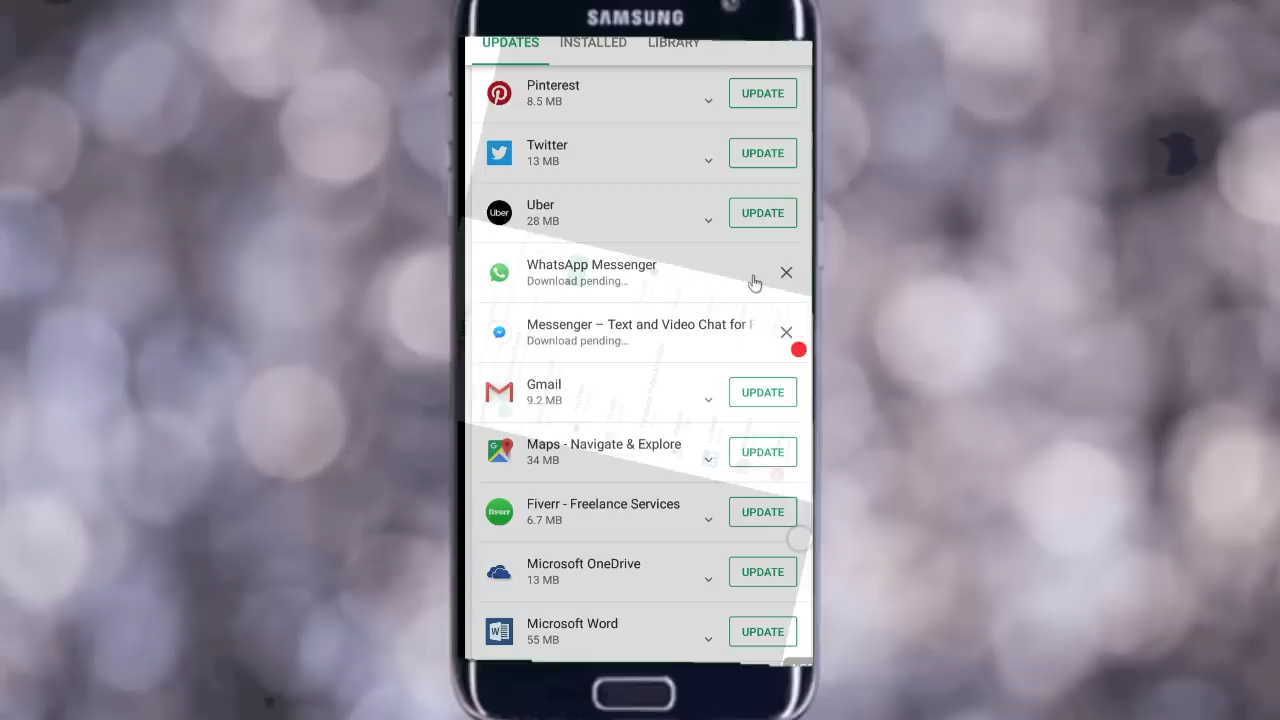 SAMSUNG
UPDATES INSTALLED LIBRARY
Pinterest
8.5 MB
UPDATE
Twitter
13 MB
UPDATE
Uber
Uber
28 MB
UPDATE
WhatsApp Messenger
Download pending...
Messenger – Text and Video Chat for F
Download pending...
Gmail
9.2 MB
UPDATE
Maps - Navigate & Explore
34 MB
UPDATE
fiverr
Fiverr - Freelance Services
6.7 MB
UPDATE
Microsoft OneDrive
13 MB
UPDATE
Microsoft Word
55 MB
UPDATE